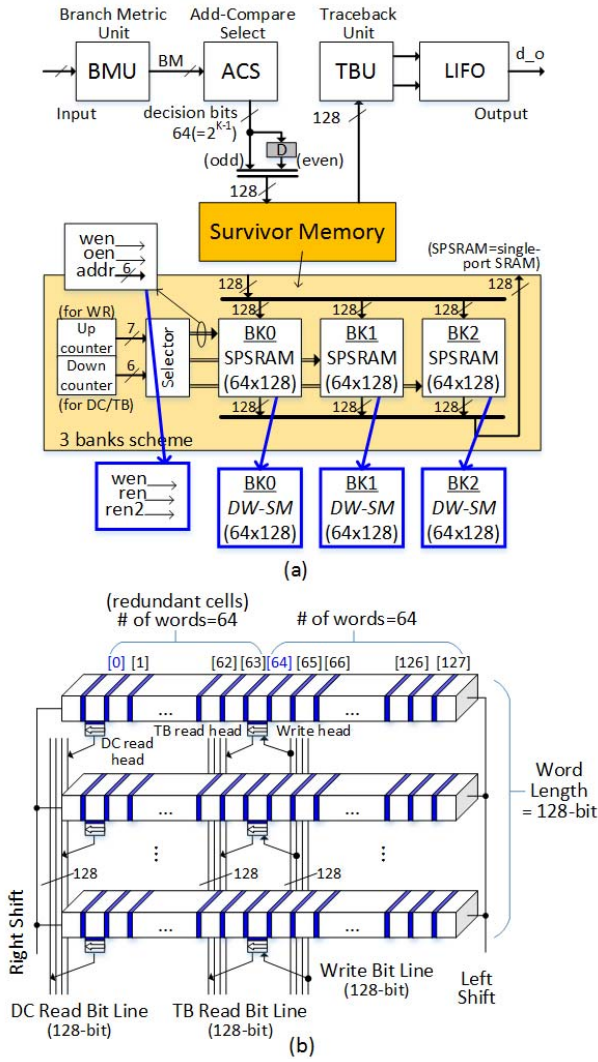 Branch Metric
Unit
Add-Compare
Select
Traceback
Unit
BMU
BM
ACS
TBU
LIFO
d_o
Input
Output
decision bits
64(=2^{K-1})
128
D
(odd)
(even)
128
Survivor Memory
(SPSRAM=single-
port SRAM)
wen
oen
addr
6
128
128
128
128
128
(for WR)
Up
counter
7
Down
counter
6
(for DC/TB)
Selector
BK0
SPSRAM
(64x128)
BK1
SPSRAM
(64x128)
BK2
SPSRAM
(64x128)
128
128
128
3 banks scheme
wen
ren
ren2
BK0
DW-SM
(64x128)
BK1
DW-SM
(64x128)
BK2
DW-SM
(64x128)
(a)
(redundant cells)
# of words=64
# of words=64
[0] [1] [62] [63] [64] [65] [66] [126] [127]
...
...
DC read
head
TB read head
Write head
Word
Length
= 128-bit
...
...
...
...
...
128
128
128
...
...
Right Shift
Left
Shift
Write Bit Line
(128-bit)
DC Read Bit Line
(128-bit)
TB Read Bit Line
(128-bit)
(b)